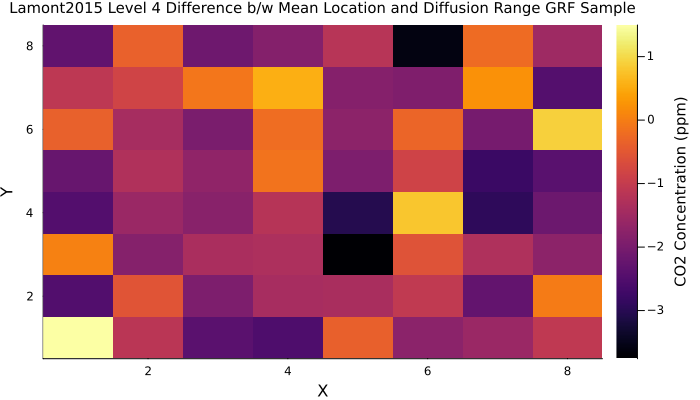 Lamont2015 Level 4 Difference b/w Mean Location and Diffusion Range GRF Sample
8
6
4
2
Y
2 4 6 8
X
1
0
−1
−2
−3
CO2 Concentration (ppm)